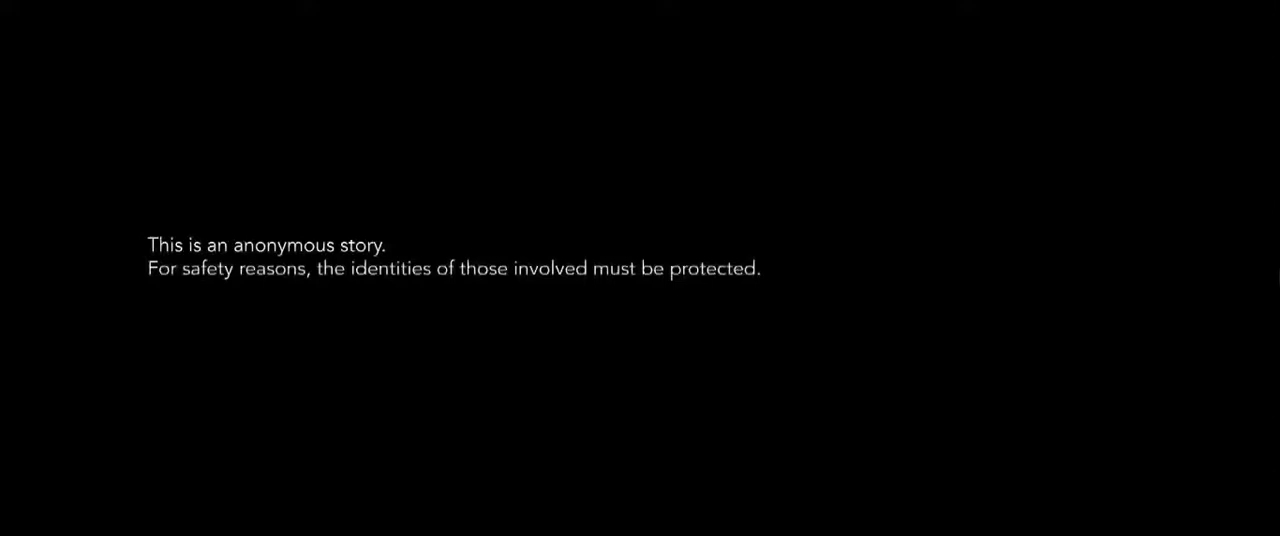 This is an anonymous story.
For safety reasons, the identities of those involved must be protected.